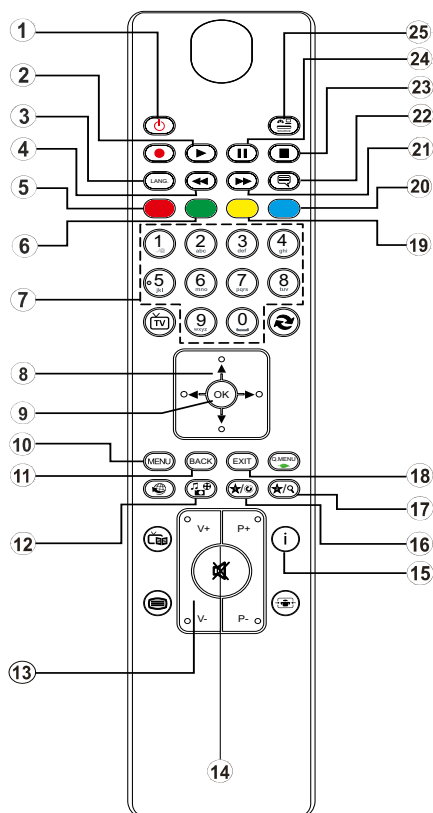 1
25
2
24
3
23
LANG.
4
22
5
21
6
20
19
1 .-/@
2 abc
3 def
4 ghi
7
5 jkl
6 mno
7 pqrs
8 tuv
TV
9 wxyz
0
8
9
OK
10
MENU
BACK
EXIT
Q.MENU
11
18
12
17
V+
P+
16
i
15
V-
P-
13
14